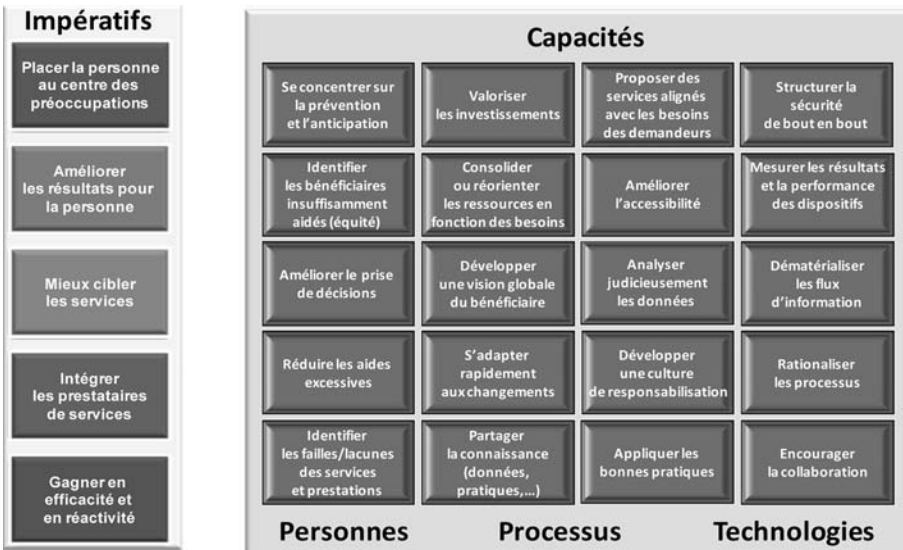 Impératifs
Placer la personne
au centre des
préoccupations
Améliorer
les résultats pour
la personne
Mieux cibler
les services
Intégrer
les prestataires
de services
Gagner en
efficacité et
en réactivité
Capacités
Se concentrer sur
la prévention
et l'anticipation
Valoriser
les investissements
Proposer des
services alignés
avec les besoins
des demandeurs
Structurer la
sécurité
de bout en bout
Identifier
les bénéficiaires
insuffisamment
aidés (équité)
Consolider
ou réorienter
les ressources en
fonction des besoins
Améliorer
l'accessibilité
Mesurer les résultats
et la performance
des dispositifs
Améliorer le prise
de décisions
Développer
une vision globale
du bénéficiaire
Analyser
judicieusement
les données
Dématérialiser
les flux
d'information
Réduire les aides
excessives
S'adapter
rapidement
aux changements
Développer
une culture
de responsabilisation
Rationaliser
les processus
Identifier
les failles/lacunes
des services
et prestations
Partager
la connaissance
(données,
pratiques,...)
Appliquer les
bonnes pratiques
Encourager
la collaboration
Personnes Processus Technologies